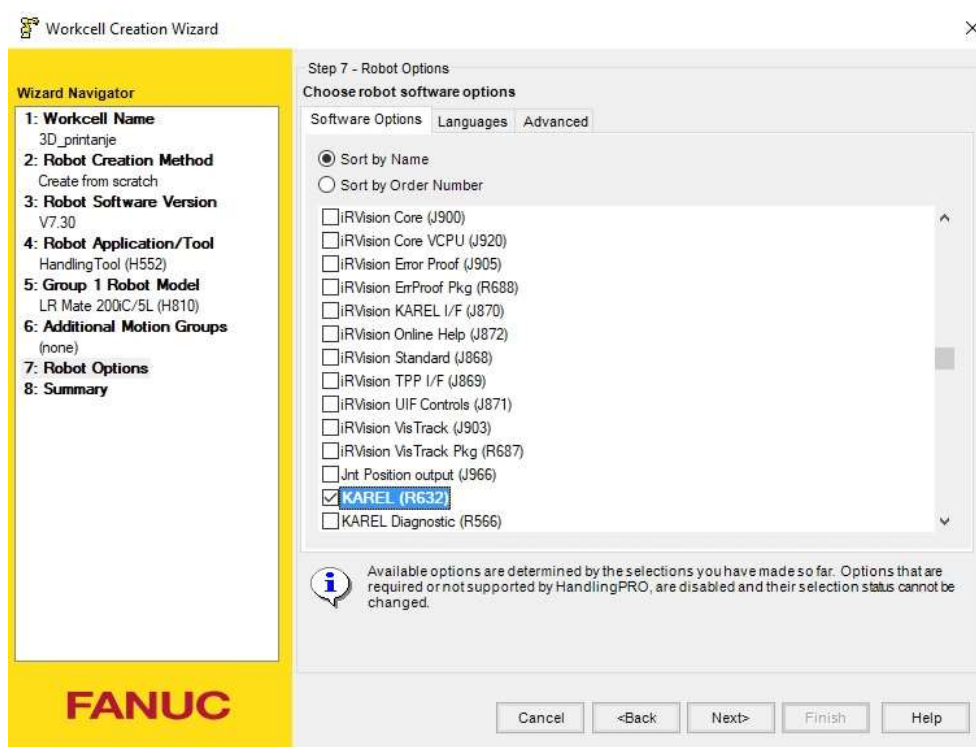 Workcell Creation Wizard
Wizard Navigator
1: Workcell Name
3D_printanje
2: Robot Creation Method
Create from scratch
3: Robot Software Version
V7.30
4: Robot Application/Tool
HandlingTool (H552)
5: Group 1 Robot Model
LR Mate 200iC/5L (H810)
6: Additional Motion Groups
(none)
7: Robot Options
8: Summary
FANUC
Step 7 - Robot Options
Choose robot software options
Software Options Languages Advanced
Sort by Name
Sort by Order Number
iRVision Core (J900)
iRVision Core VCPU (J920)
iRVision Error Proof (J905)
iRVision ErrProof Pkg (R688)
iRVision KAREL I/F (J870)
iRVision Online Help (J872)
iRVision Standard (J868)
iRVision TPP I/F (J869)
iRVision UIF Controls (J871)
iRVision VisTrack (J903)
iRVision VisTrack Pkg (R687)
Jnt Position output (J966)
KAREL (R632)
KAREL Diagnostic (R566)
Available options are determined by the selections you have made so far. Options that are
required or not supported by HandlingPRO, are disabled and their selection status cannot be
changed.
Cancel <Back Next> Finish Help